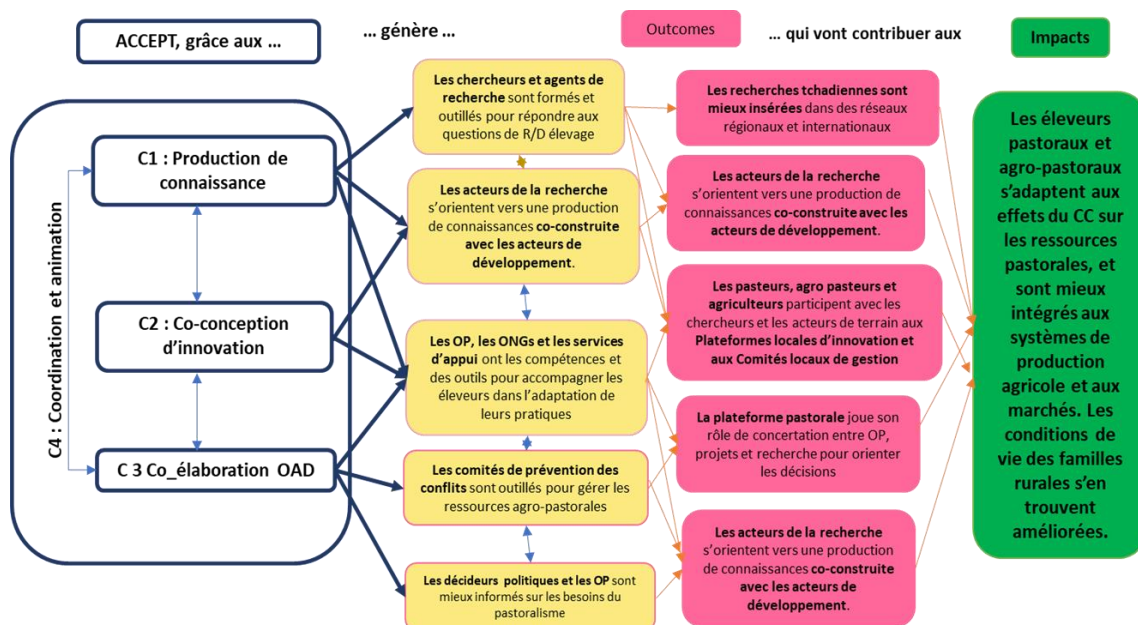 ACCEPT, grâce aux ...
... génère ...
Outcomes
... qui vont contribuer aux
Impacts
C4 : Coordination et animation
C1 : Production de
connaissance
C2 : Co-conception
d’innovation
C 3 Co_élaboration OAD
Les chercheurs et agents de
recherche sont formés et
outillés pour répondre aux
questions de R/D élevage
Les acteurs de la recherche
s’orientent vers une production
de connaissances co-construite
avec les acteurs de
développement.
Les OP, les ONGs et les services
d’appui ont les compétences et
des outils pour accompagner les
éleveurs dans l’adaptation de
leurs pratiques
Les comités de prévention des
conflits sont outillés pour gérer les
ressources agro-pastorales
Les décideurs politiques et les OP sont
mieux informés sur les besoins du
pastoralisme
Les recherches tchadiennes sont
mieux insérées dans des réseaux
régionaux et internationaux
Les acteurs de la recherche
s’orientent vers une production de
connaissances co-construite avec les
acteurs de développement.
Les pasteurs, agro pasteurs et
agriculteurs participent avec les
chercheurs et les acteurs de terrain aux
Plateformes locales d’innovation et
aux Comités locaux de gestion
La plateforme pastorale joue son
rôle de concertation entre OP,
projets et recherche pour orienter
les décisions
Les acteurs de la recherche
s’orientent vers une production
de connaissances co-construite
avec les acteurs de
développement.
Les éleveurs
pastoraux et
agro-pastoraux
s’adaptent aux
effets du CC sur
les ressources
pastorales, et
sont mieux
intégrés aux
systèmes de
production
agricole et aux
marchés. Les
conditions de
vie des familles
rurales s’en
trouvent
améliorées.